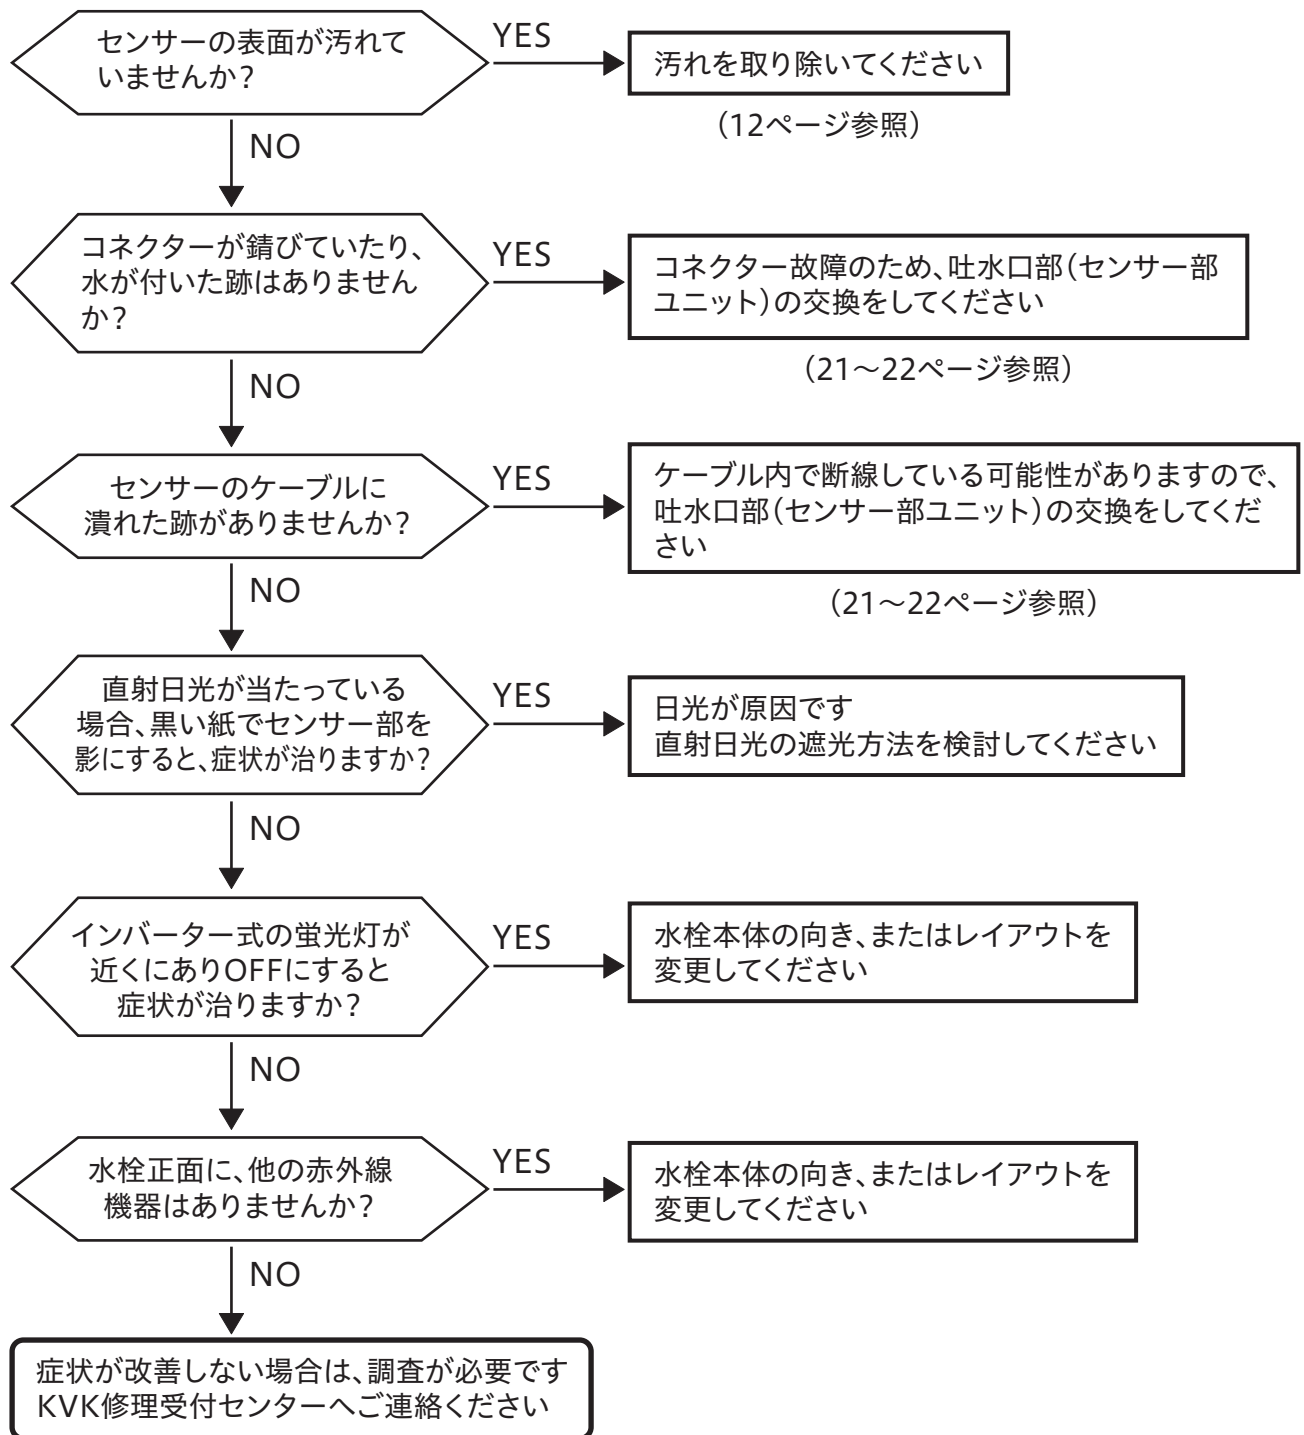 センサーの表面が汚れて
いませんか?
YES
汚れを取り除いてください
（12ページ参照）
NO
コネクターが錆びていたり、
水が付いた跡はありません
か?
YES
コネクター故障のため、吐水口部（センサー部
ユニット）の交換をしてください
（21～22ページ参照）
NO
センサーのケーブルに
潰れた跡がありませんか?
YES
ケーブル内で断線している可能性がありますので、
吐水口部（センサー部ユニット）の交換をしてくだ
さい
（21～22ページ参照）
NO
直射日光が当たっている
場合、黒い紙でセンサー部を
影にすると、症状が治りますか?
YES
日光が原因です
直射日光の遮光方法を検討してください
NO
インバーター式の蛍光灯が
近くにありOFFにすると
症状が治りますか?
YES
水栓本体の向き、またはレイアウトを
変更してください
NO
水栓正面に、他の赤外線
機器はありませんか?
YES
水栓本体の向き、またはレイアウトを
変更してください
NO
症状が改善しない場合は、調査が必要です
KVK修理受付センターへご連絡ください